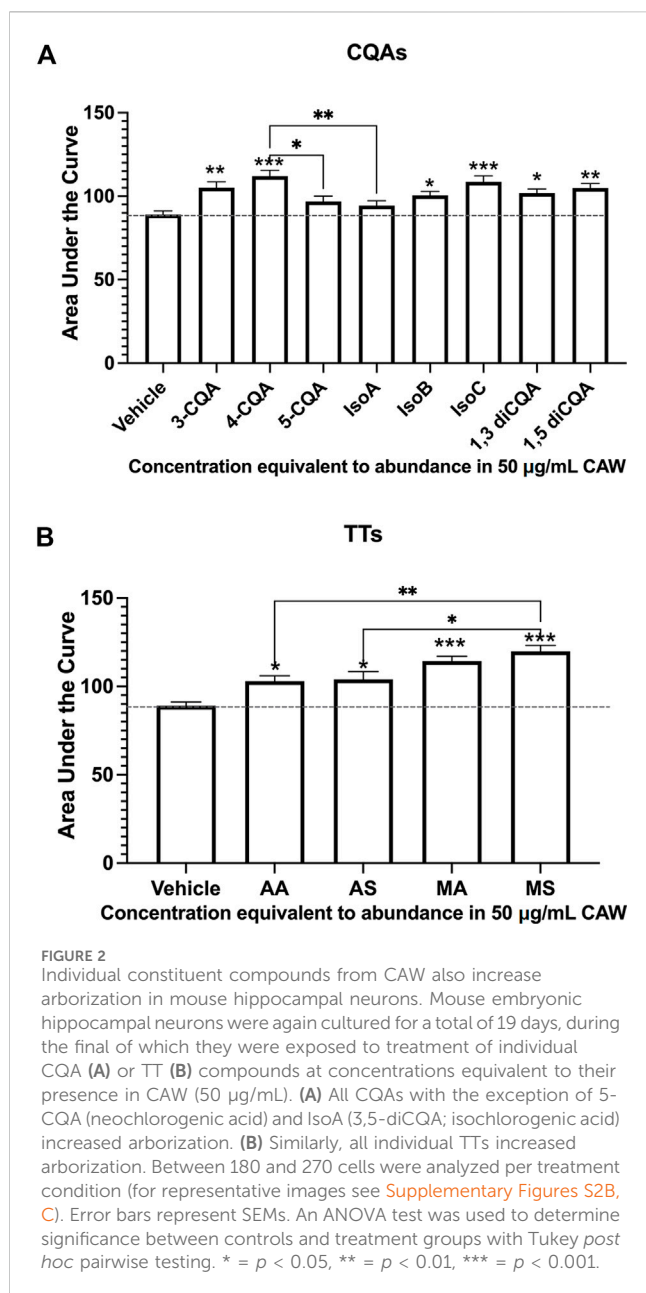 A
CQAs
150
100
50
0
Area Under the Curve
**
*
**
***
*
***
*
**
Vehicle
3-CQA
4-CQA
5-CQA
IsoA
IsoB
IsoC
1,3 diCQA
1,5 diCQA
Concentration equivalent to abundance in 50 µg/mL CAW
B
TTs
150
100
50
0
Area Under the Curve
**
*
*
*
***
***
Vehicle
AA
AS
MA
MS
Concentration equivalent to abundance in 50 µg/mL CAW
FIGURE 2
Individual constituent compounds from CAW also increase
arborization in mouse hippocampal neurons. Mouse embryonic
hippocampal neurons were again cultured for a total of 19 days, during
the final of which they were exposed to treatment of individual
CQA (A) or TT (B) compounds at concentrations equivalent to their
presence in CAW (50 µg/mL). (A) All CQAs with the exception of 5-
CQA (neochlorogenic acid) and IsoA (3,5-diCQA; isochlorogenic acid)
increased arborization. (B) Similarly, all individual TTs increased
arborization. Between 180 and 270 cells were analyzed per treatment
condition (for representative images see Supplementary Figures S2B,
C). Error bars represent SEMs. An ANOVA test was used to determine
significance between controls and treatment groups with Tukey post
hoc pairwise testing. * = p < 0.05, ** = p < 0.01, *** = p < 0.001.